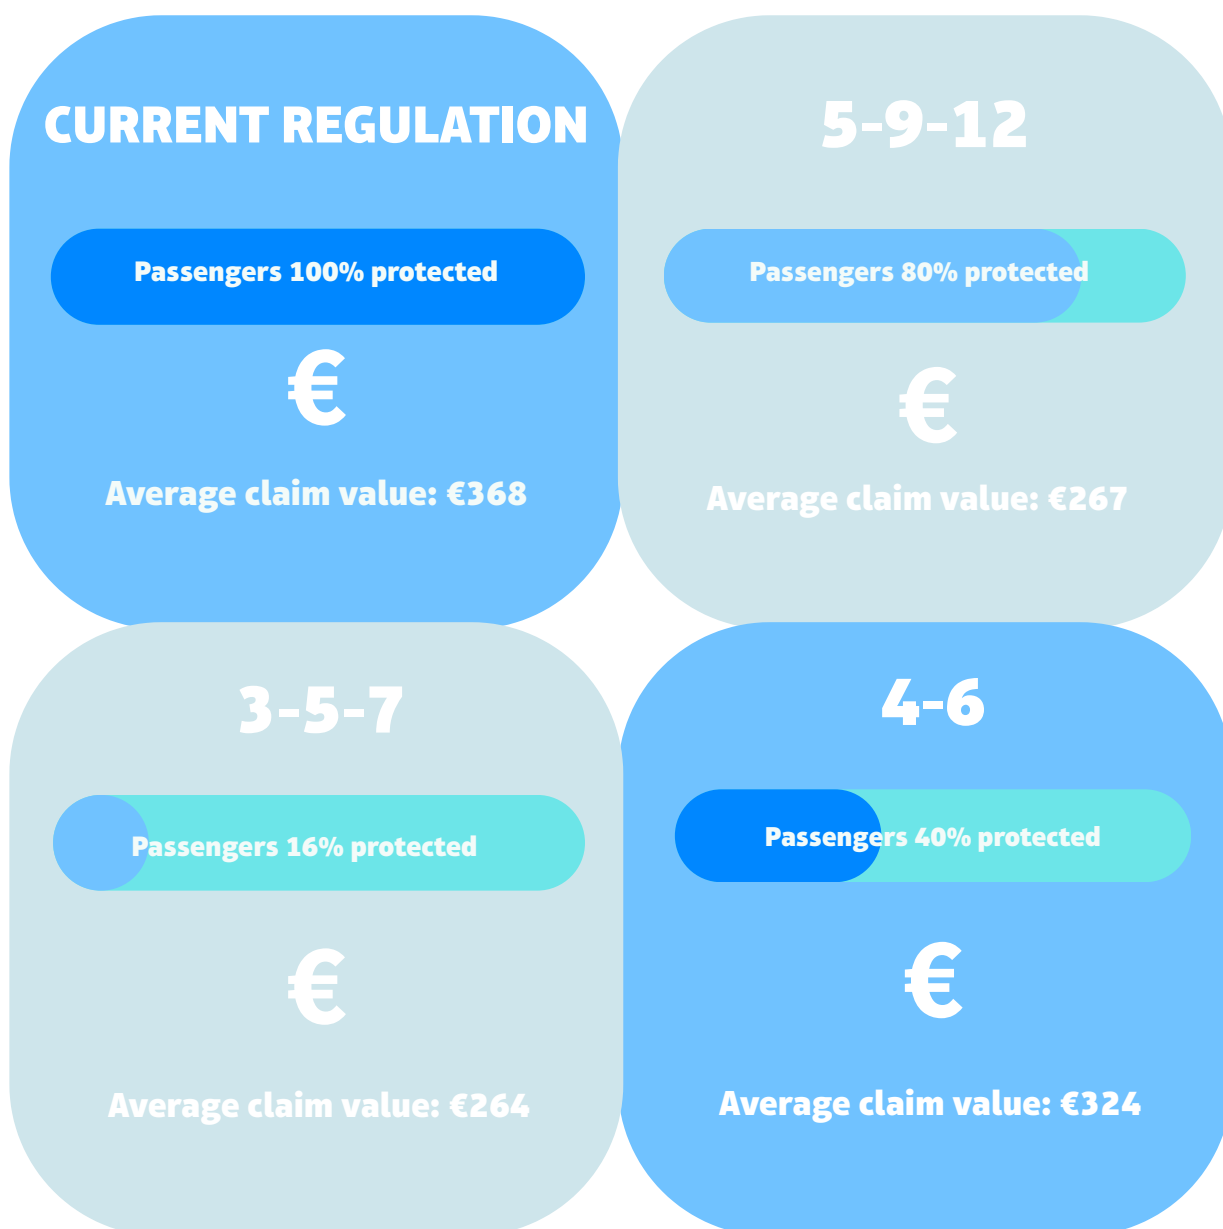 CURRENT REGULATION
Passengers 100% protected
€
Average claim value: €368
5-9-12
Passengers 80% protected
€
Average claim value: €267
3-5-7
Passengers 16% protected
€
Average claim value: €264
4-6
Passengers 40% protected
€
Average claim value: €324